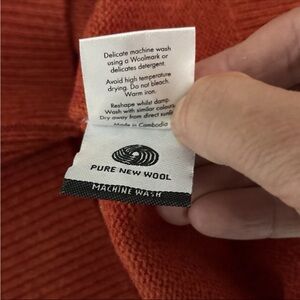 Delicate machine wash
using a Woolmark or
delicates detergent.
Avoid high temperature
drying. Do not bleach.
Warm iron.
Reshape whilst damp.
Wash with similar colours
Dry away from direct
Made in Cambodia
PURE NEW WOOL
MACHINE WASH